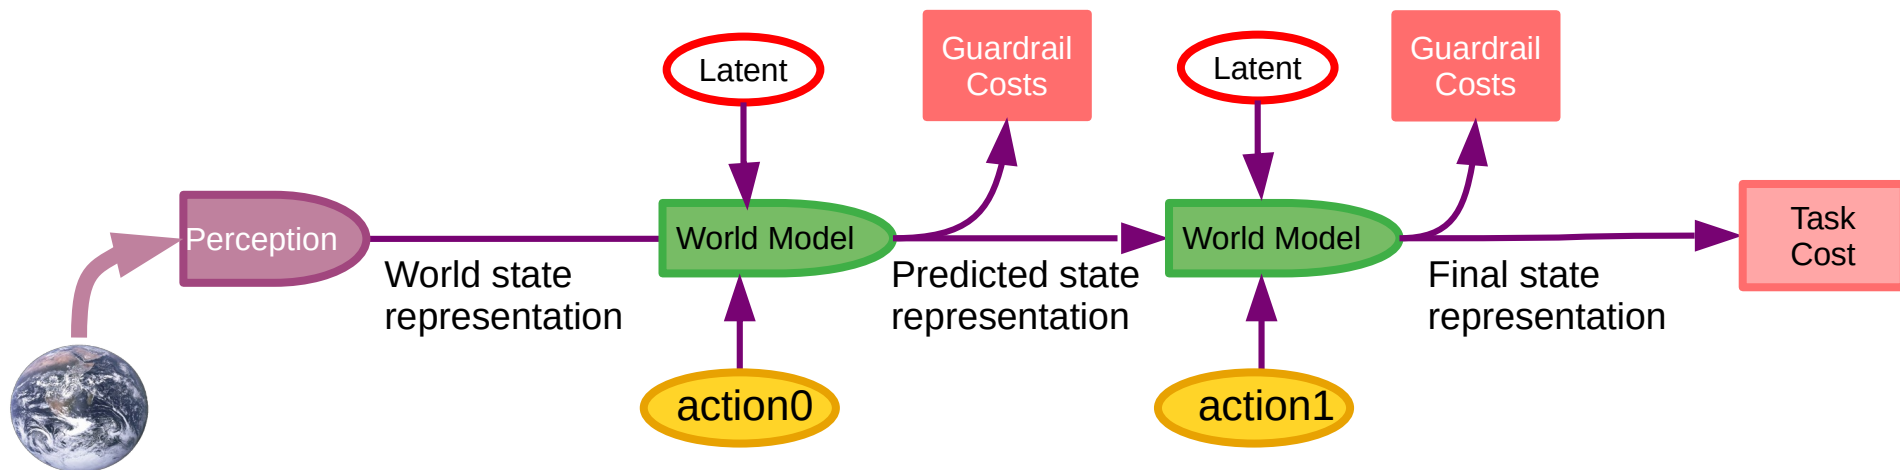 Latent
Guardrail
Costs
Latent
Guardrail
Costs
Perception
World Model
World Model
Task
Cost
World state
representation
Predicted state
representation
Final state
representation
action0
action1